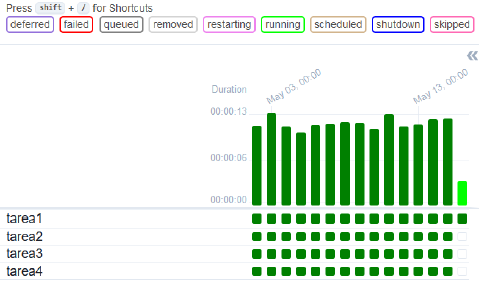 Press shift + / for Shortcuts
deferred failed queued removed restarting running scheduled shutdown skipped
May 03, 00:00 May 13, 00:00
Duration
00:00:13
00:00:06
00:00:00
tarea1
tarea2
tarea3
tarea4